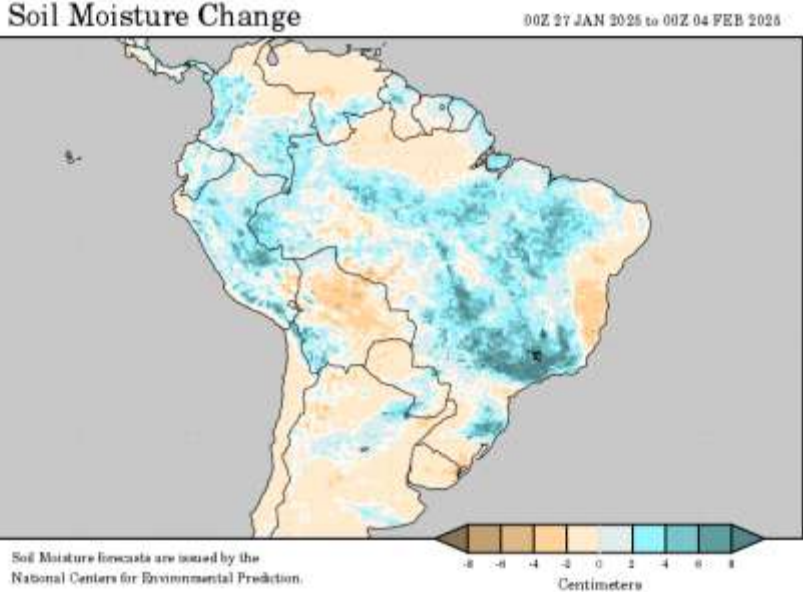 Soil Moisture Change
00Z 27 JAN 2025 to 00Z 04 FEB 2025
-8 -6 -4 -2 0 2 4 6 8
Centimeters
Soil Moisture forecasts are issued by the
National Centers for Environmental Prediction.